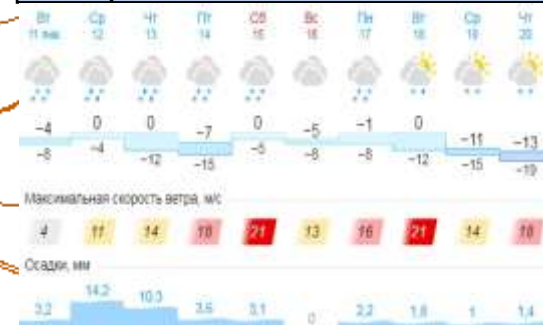 Вт Ср Чт Пт Сб Вс Пн Вт Ср Чт
11 янв 12 13 14 15 16 17 18 19 20
-4 0 0 -7 0 -5 -1 0 -11 -13
-8 -4 -12 -15 -5 -8 -8 -12 -15 -19
Максимальная скорость ветра, м/с
4 11 14 18 21 13 16 21 14 18
Осадки, мм
3,2 14,2 10,3 3,6 3,1 0 2,2 1,8 1 1,4